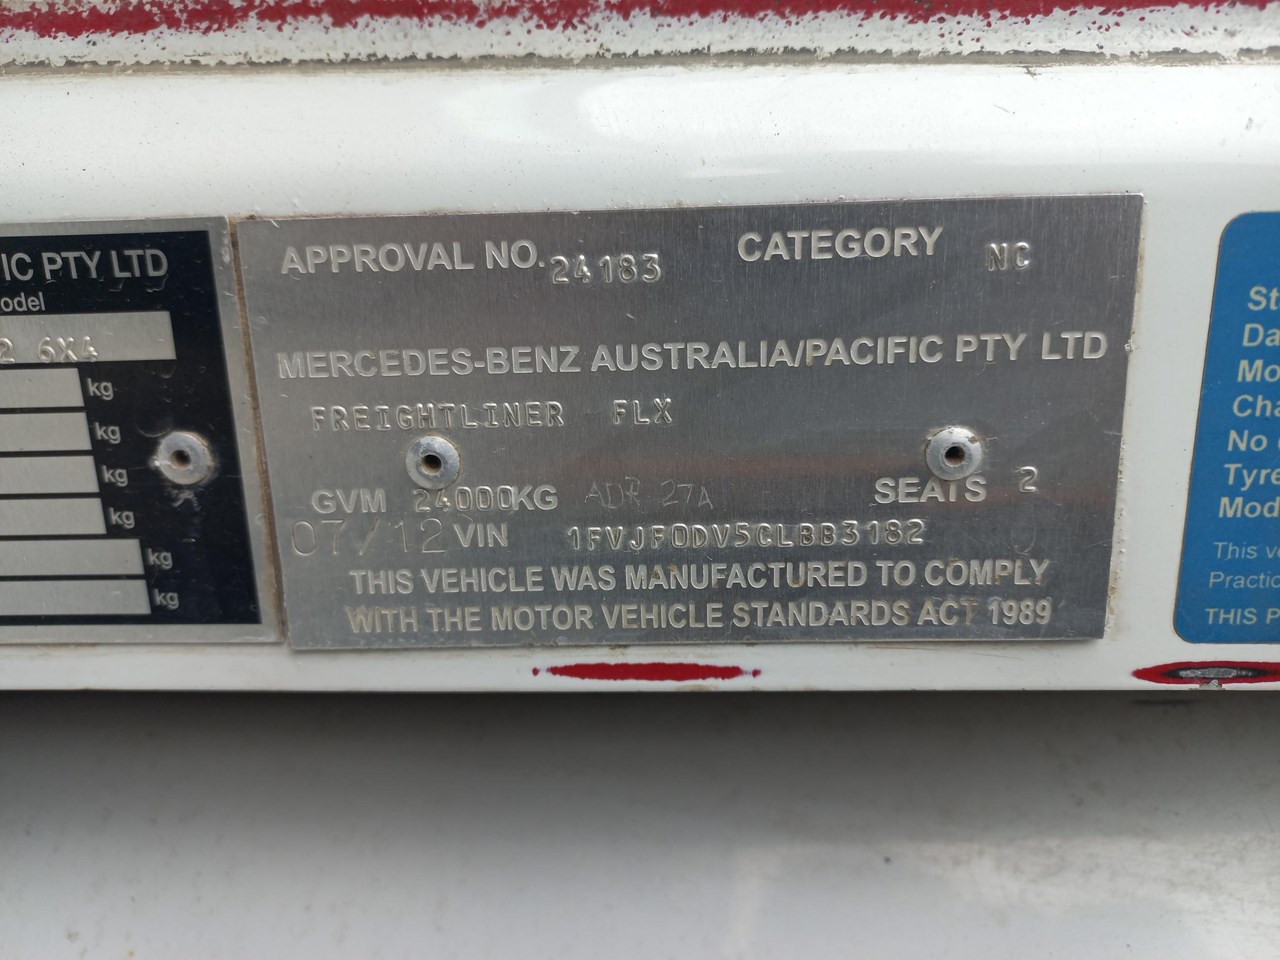 IC PTY LTD
odel
2 6X4
kg
kg
kg
kg
kg
kg
APPROVAL NO. 24183 CATEGORY NC
MERCEDES-BENZ AUSTRALIA/PACIFIC PTY LTD
FREIGHTLINER FLX
GVM 24000KG ADR 27A SEATS 2
07/12 VIN 1FVJF0DV5CLBB3182
THIS VEHICLE WAS MANUFACTURED TO COMPLY
WITH THE MOTOR VEHICLE STANDARDS ACT 1989
St
Da
Mo
Cha
No
Tyre
Mod
This ve
Practic
THIS P